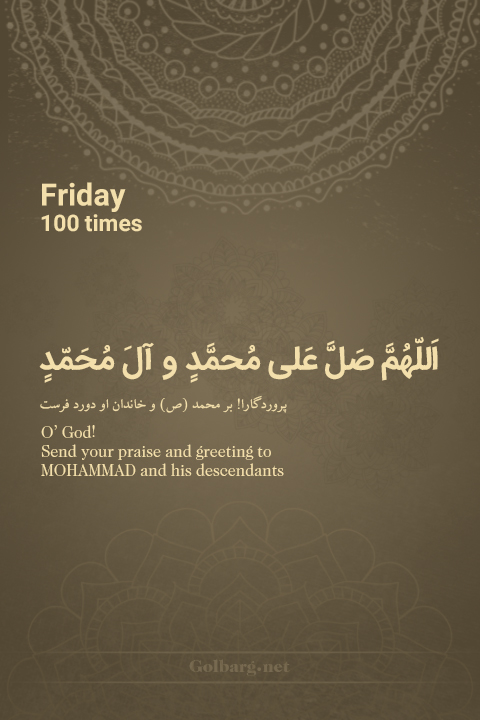 Friday
100 times
اَللّهُمَّ صَلَّ عَلی مُحمَّدٍ و آلَ مُحَمّدٍ
پروردگارا! بر محمد (ص) و خاندان او دورد فرست
O’ God!
Send your praise and greeting to
MOHAMMAD and his descendants
Golbarg.net